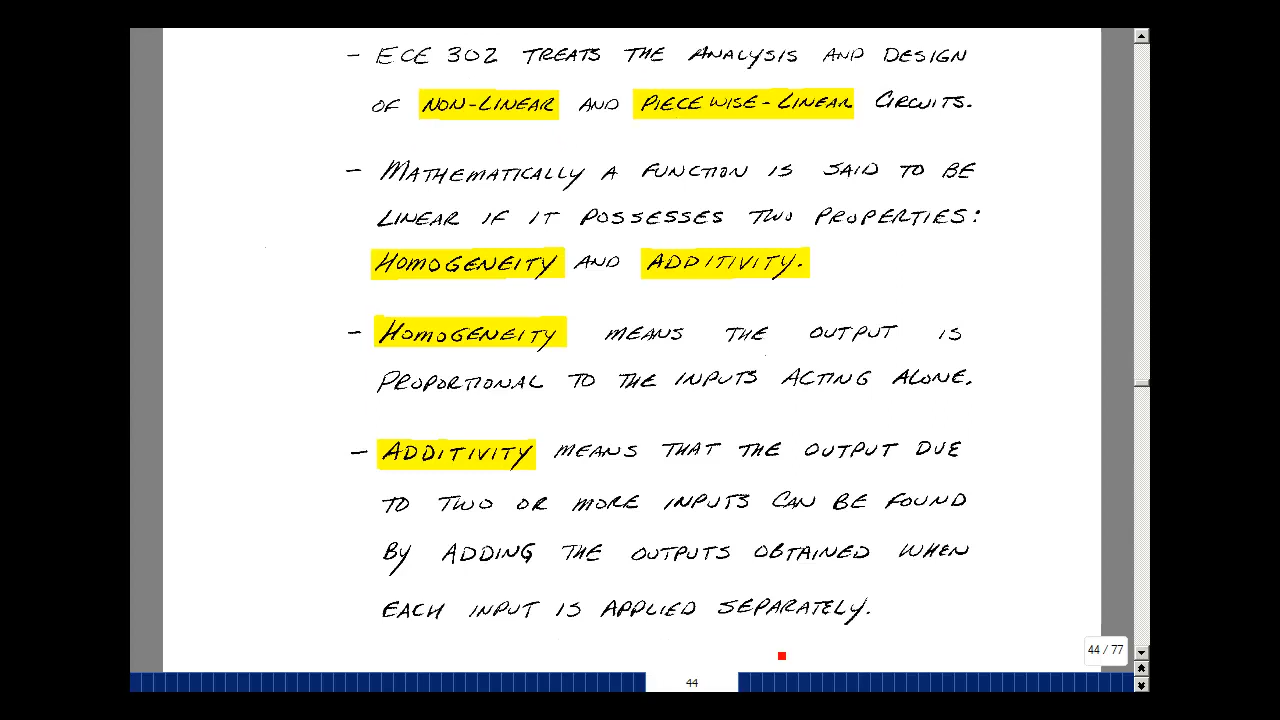 - ECE 302 TREATS THE ANALYSIS AND DESIGN
OF NON-LINEAR AND PIECEWISE-LINEAR CIRCUITS.
- MATHEMATICALLY A FUNCTION IS SAID TO BE
LINEAR IF IT POSSESSES TWO PROPERTIES:
HOMOGENEITY AND ADDITIVITY.
- HOMOGENEITY MEANS THE OUTPUT IS
PROPORTIONAL TO THE INPUTS ACTING ALONE.
- ADDITIVITY MEANS THAT THE OUTPUT DUE
TO TWO OR MORE INPUTS CAN BE FOUND
BY ADDING THE OUTPUTS OBTAINED WHEN
EACH INPUT IS APPLIED SEPARATELY.
44 / 77
44